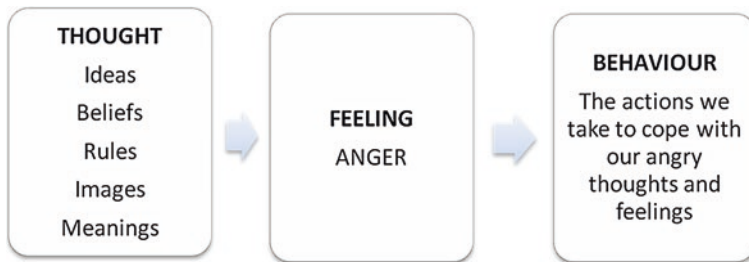 THOUGHT
Ideas
Beliefs
Rules
Images
Meanings
FEELING
ANGER
BEHAVIOUR
The actions we
take to cope with
our angry
thoughts and
feelings